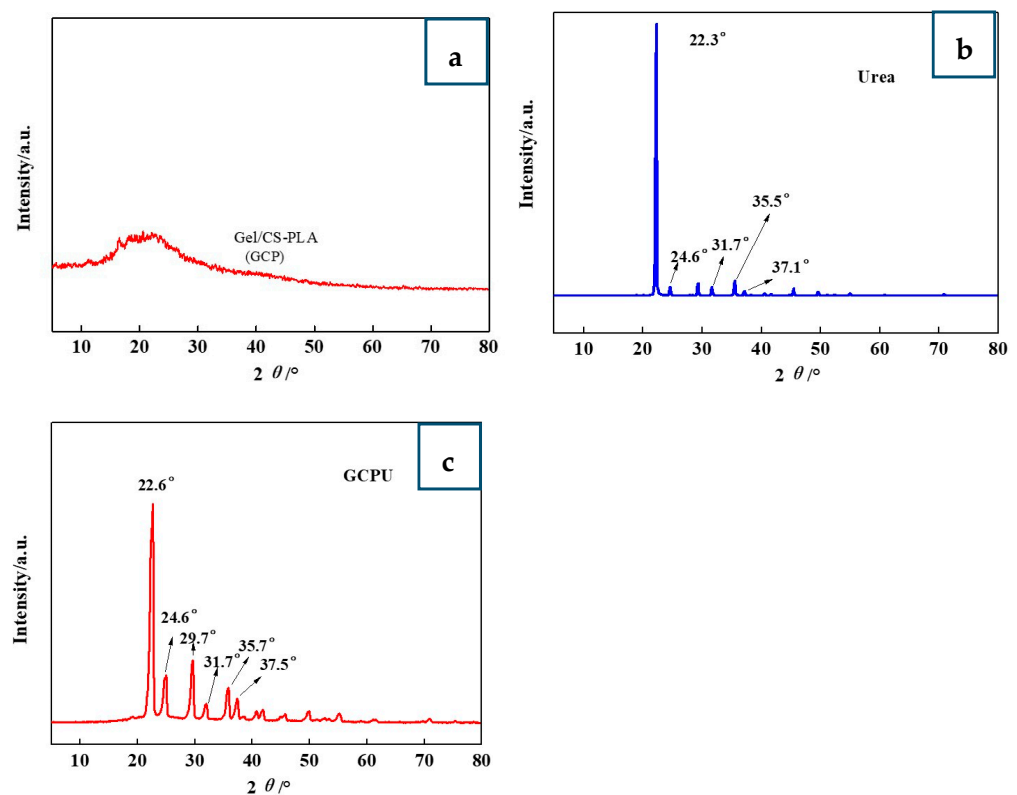 a
Intensity/a.u.
Gel/CS-PLA
(GCP)
10 20 30 40 50 60 70 80
2 θ /°
b
Intensity/a.u.
22.3°
Urea
35.5°
24.6° 31.7°
37.1°
10 20 30 40 50 60 70 80
2 θ /°
c
Intensity/a.u.
GCPU
22.6°
24.6°
29.7°
31.7° 35.7°
37.5°
10 20 30 40 50 60 70 80
2 θ /°